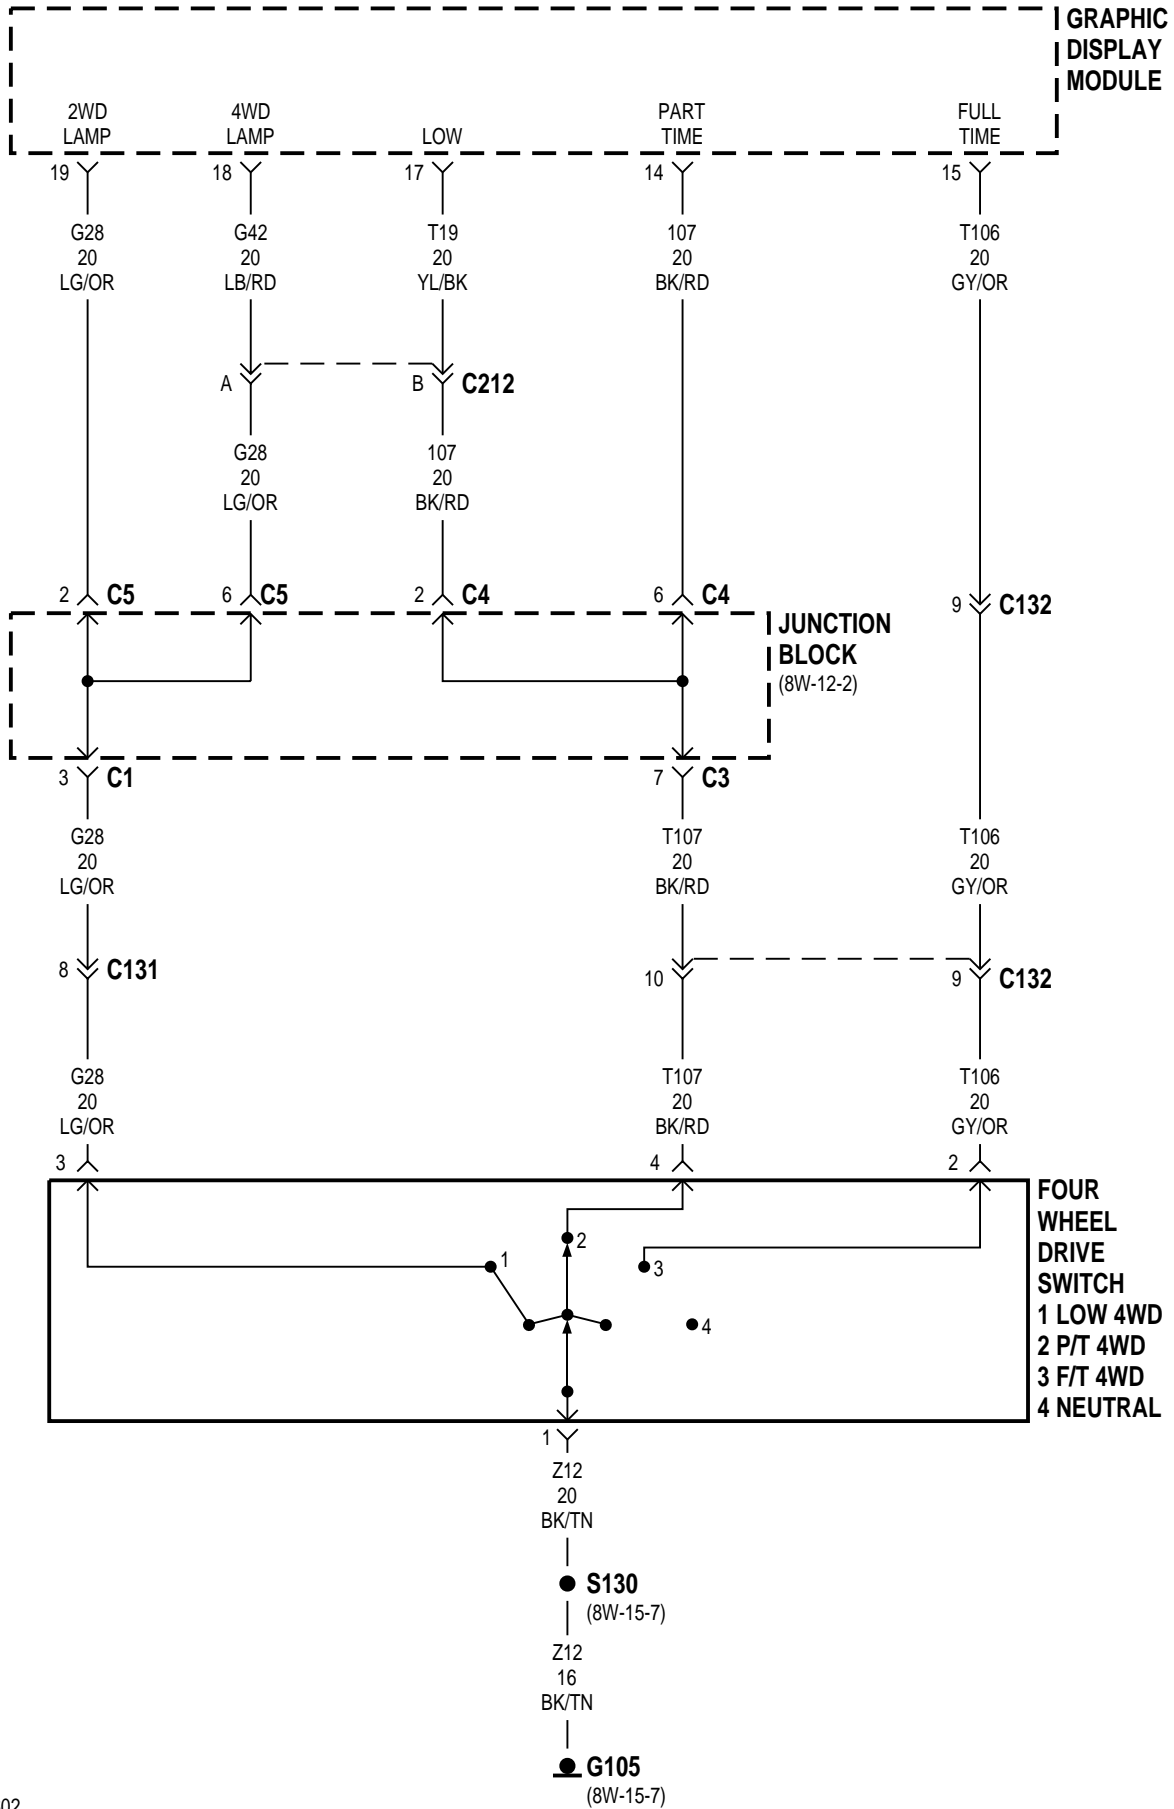 GRAPHIC
DISPLAY
MODULE
2WD
LAMP
4WD
LAMP
LOW
PART
TIME
FULL
TIME
19
18
17
14
15
G28
20
LG/OR
G42
20
LB/RD
T19
20
YL/BK
107
20
BK/RD
T106
20
GY/OR
A
B
C212
G28
20
LG/OR
107
20
BK/RD
2
C5
6
C5
2
C4
6
C4
9
C132
JUNCTION
BLOCK
(8W-12-2)
3
C1
7
C3
G28
20
LG/OR
T107
20
BK/RD
T106
20
GY/OR
8
C131
10
9
C132
G28
20
LG/OR
T107
20
BK/RD
T106
20
GY/OR
3
4
2
FOUR
WHEEL
DRIVE
SWITCH
1 LOW 4WD
2 P/T 4WD
3 F/T 4WD
4 NEUTRAL
1
2
3
4
1
Z12
20
BK/TN
S130
(8W-15-7)
Z12
16
BK/TN
G105
(8W-15-7)